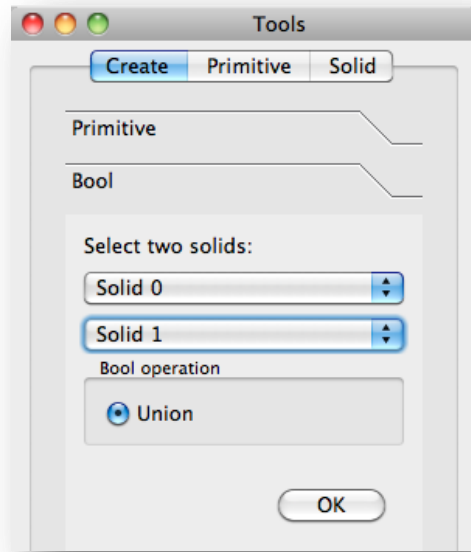 Tools
Create Primitive Solid
Primitive
Bool
Select two solids:
Solid 0
Solid 1
Bool operation
Union
OK